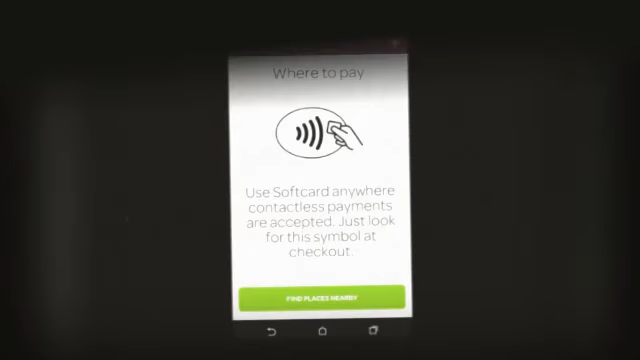 Where to pay
Use Softcard anywhere
contactless payments
are accepted. Just look
for this symbol at
checkout.
FIND PLACES NEARBY